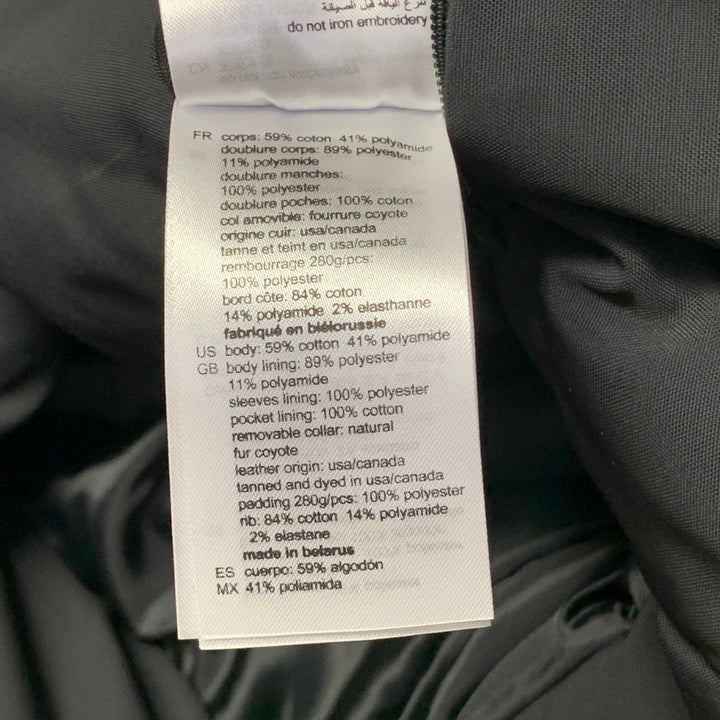 do not iron embroidery
FR corps: 59% coton 41% polyamide
doublure corps: 89% polyester
11% polyamide
doublure manches:
100% polyester
doublure poches: 100% coton
col amovible: fourrure coyote
origine cuir: usa/canada
tanne et teint en usa/canada
rembourrage 280g/pcs:
100% polyester
bord côte: 84% coton
14% polyamide 2% elasthanne
fabriqué en biélorussie
US body: 59% cotton 41% polyamide
GB body lining: 89% polyester
11% polyamide
sleeves lining: 100% polyester
pocket lining: 100% cotton
removable collar: natural
fur coyote
leather origin: usa/canada
tanned and dyed in usa/canada
padding 280g/pcs: 100% polyester
rib: 84% cotton 14% polyamide
2% elastane
made in belarus
ES cuerpo: 59% algodón
MX 41% poliamida